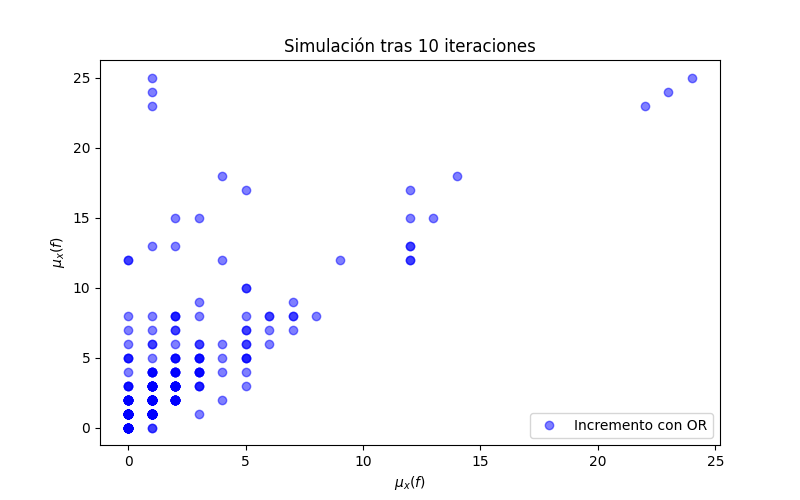 Simulación tras 10 iteraciones
25
20
15
10
5
0
μₓ(f)
Incremento con OR
0 5 10 15 20 25
μₓ(f)